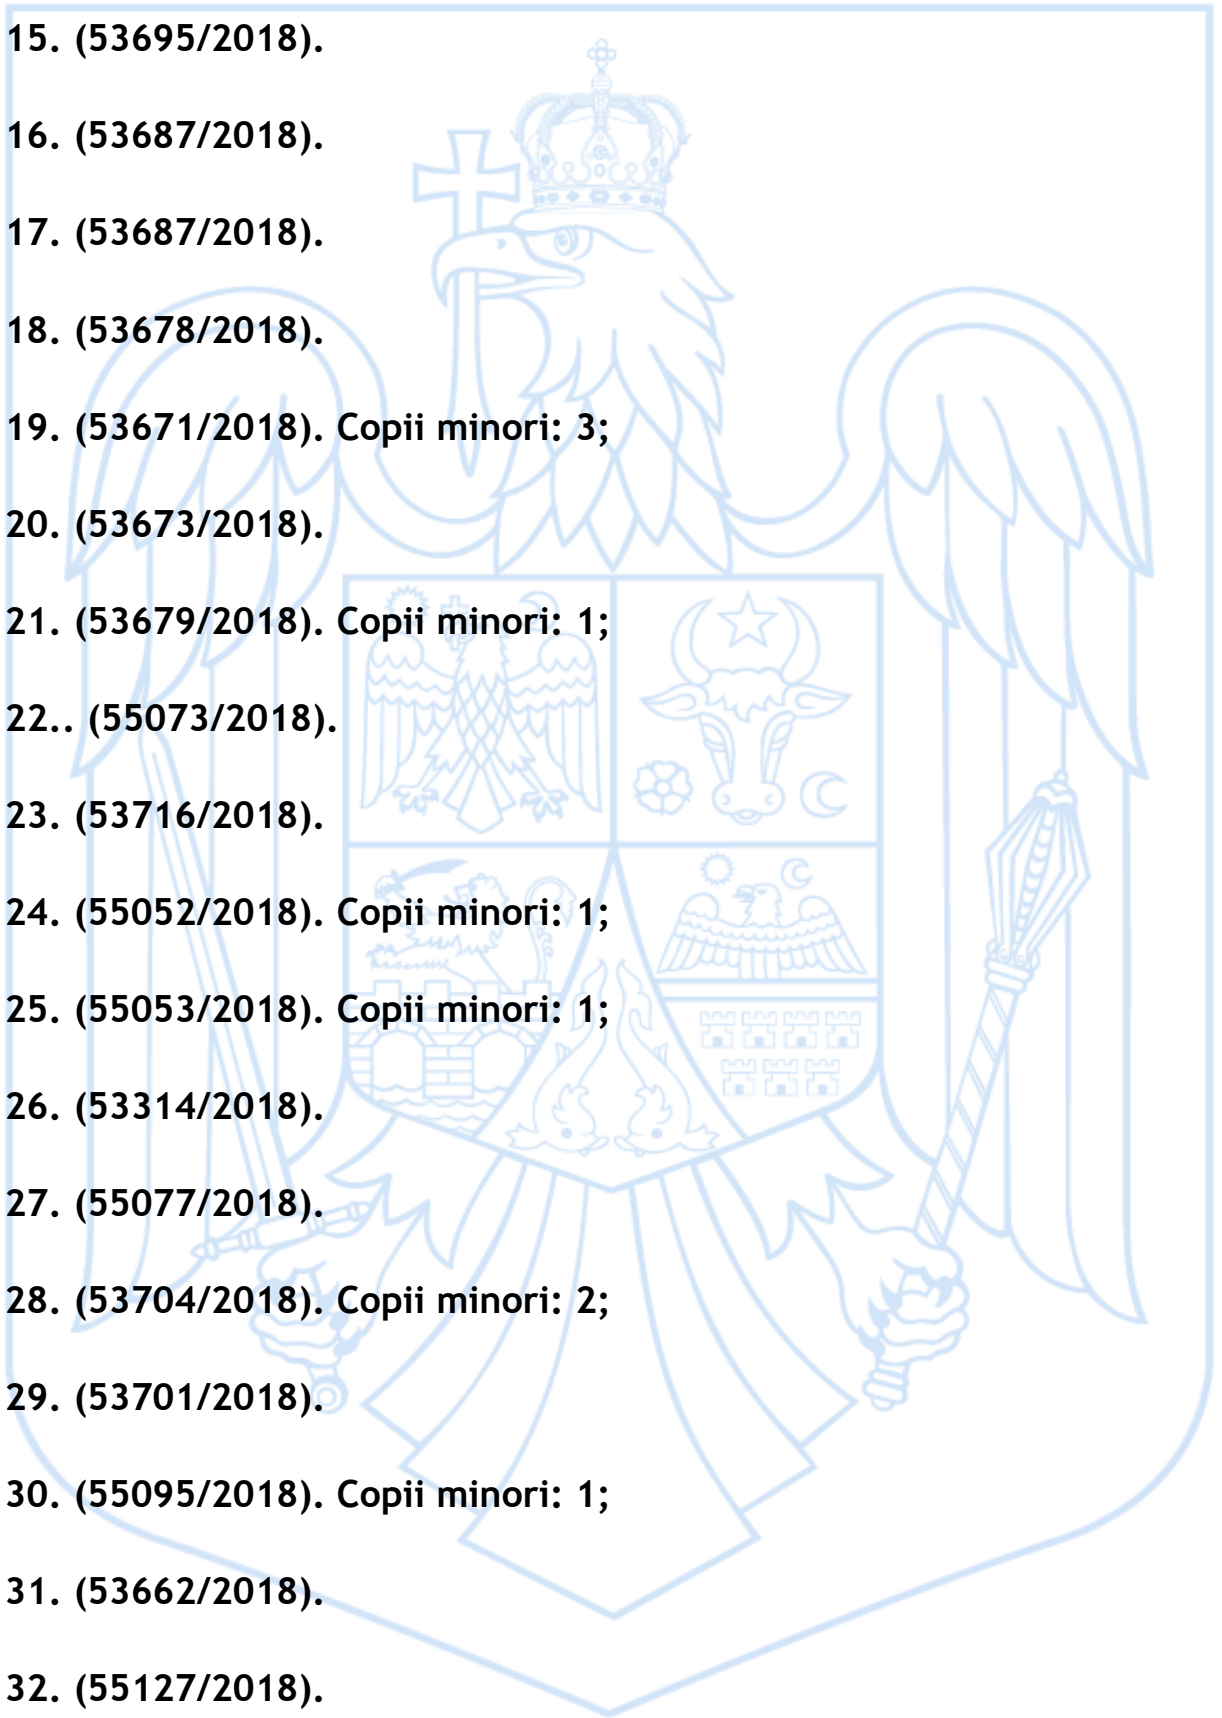 15. (53695/2018).
16. (53687/2018).
17. (53687/2018).
18. (53678/2018).
19. (53671/2018). Copii minori: 3;
20. (53673/2018).
21. (53679/2018). Copii minori: 1;
22.. (55073/2018).
23. (53716/2018).
24. (55052/2018). Copii minori: 1;
25. (55053/2018). Copii minori: 1;
26. (53314/2018).
27. (55077/2018).
28. (53704/2018). Copii minori: 2;
29. (53701/2018).
30. (55095/2018). Copii minori: 1;
31. (53662/2018).
32. (55127/2018).